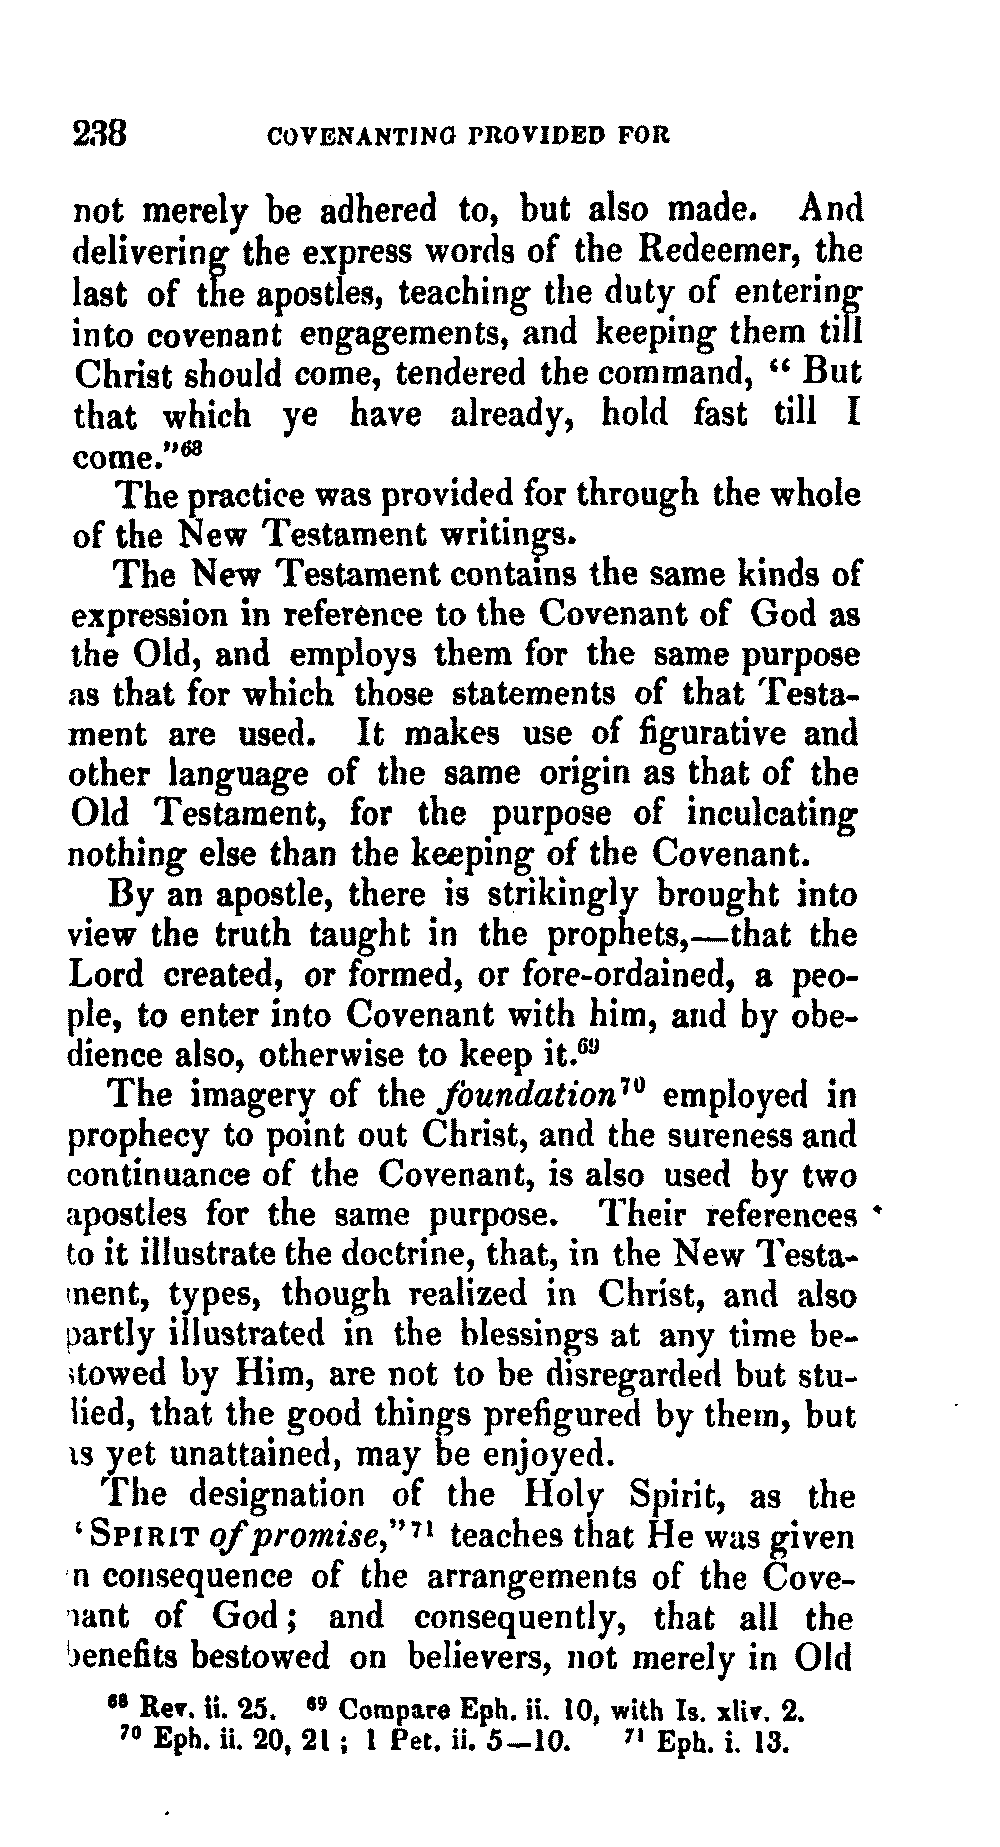 238 COVENANTING PROVIDED FOR
not merely be adhered to, but also made. And
delivering the express words of the Redeemer, the
last of the apostles, teaching the duty of entering
into covenant engagements, and keeping them till
Christ should come, tendered the command, “ But
that which ye have already, hold fast till I
come.”⁶⁸
The practice was provided for through the whole
of the New Testament writings.
The New Testament contains the same kinds of
expression in reference to the Covenant of God as
the Old, and employs them for the same purpose
as that for which those statements of that Testa-
ment are used. It makes use of figurative and
other language of the same origin as that of the
Old Testament, for the purpose of inculcating
nothing else than the keeping of the Covenant.
By an apostle, there is strikingly brought into
view the truth taught in the prophets,—that the
Lord created, or formed, or fore-ordained, a peo-
ple, to enter into Covenant with him, and by obe-
dience also, otherwise to keep it.⁶⁹
The imagery of the foundation⁷⁰ employed in
prophecy to point out Christ, and the sureness and
continuance of the Covenant, is also used by two
apostles for the same purpose. Their references
to it illustrate the doctrine, that, in the New Testa-
ment, types, though realized in Christ, and also
partly illustrated in the blessings at any time be-
stowed by Him, are not to be disregarded but stu-
lied, that the good things prefigured by them, but
as yet unattained, may be enjoyed.
The designation of the Holy Spirit, as the
‘ SPIRIT of promise,”⁷¹ teaches that He was given
n consequence of the arrangements of the Cove-
nant of God; and consequently, that all the
benefits bestowed on believers, not merely in Old
⁶⁸ Rev. ii. 25. ⁶⁹ Compare Eph. ii. 10, with Is. xliv. 2.
⁷⁰ Eph. ii. 20, 21; 1 Pet. ii. 5—10. ⁷¹ Eph. i. 13.